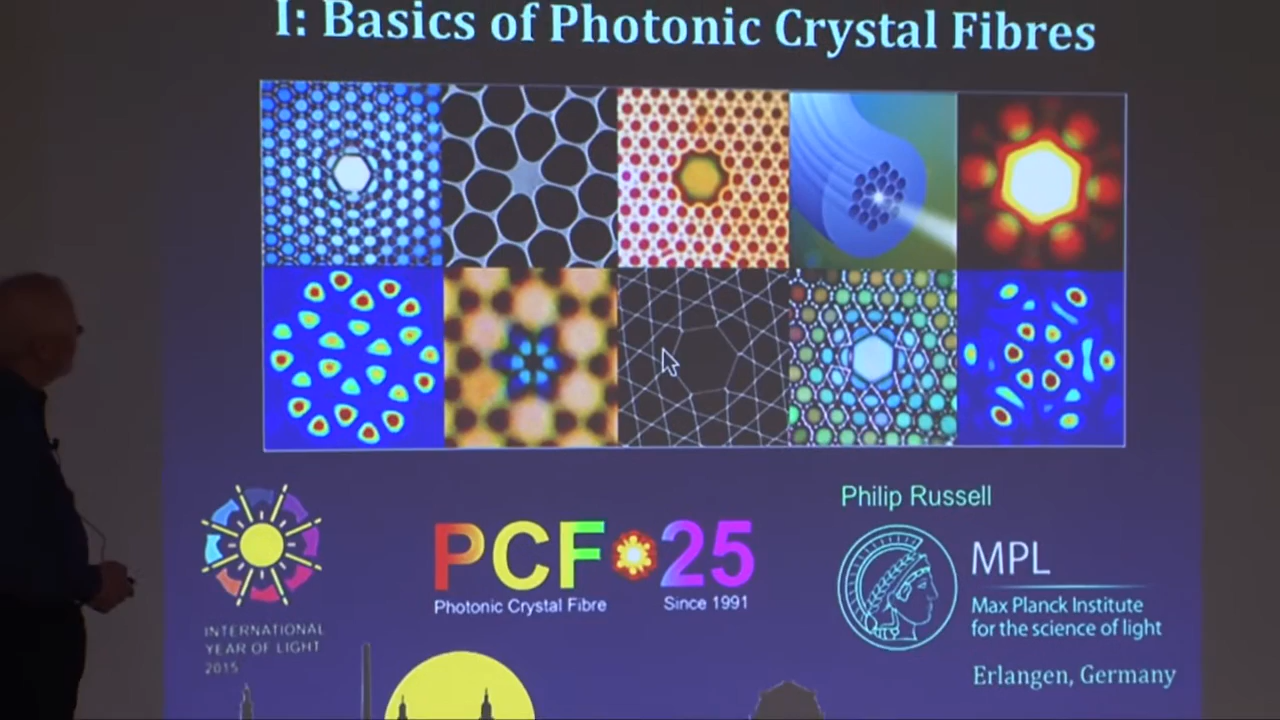 I: Basics of Photonic Crystal Fibres
Philip Russell
PCF 25
Photonic Crystal Fibre Since 1991
MPL
Max Planck Institute
for the science of light
INTERNATIONAL
YEAR OF LIGHT
2015
Erlangen, Germany